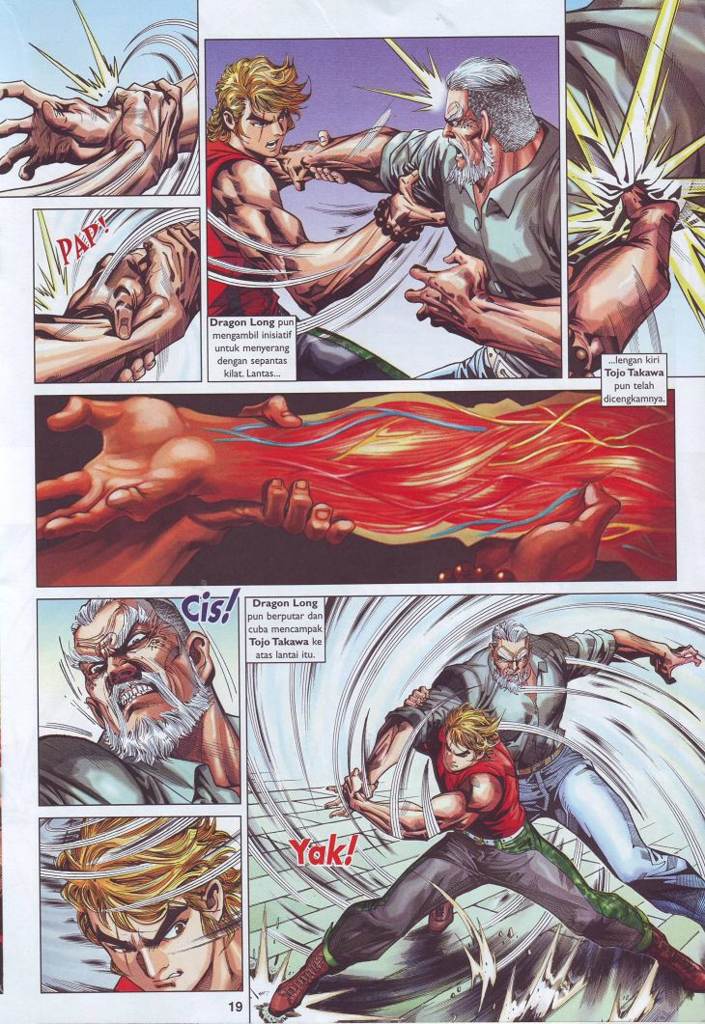 PAP!
Dragon Long pun
mengambil inisiatif
untuk menyerang
dengan sepantas
kilat. Lantas...
...lengan kiri
Tojo Takawa
pun telah
dicengkamnya.
Cis!
Dragon Long
pun berputar dan
cuba mencampak
Tojo Takawa ke
atas lantai itu.
Yak!
19